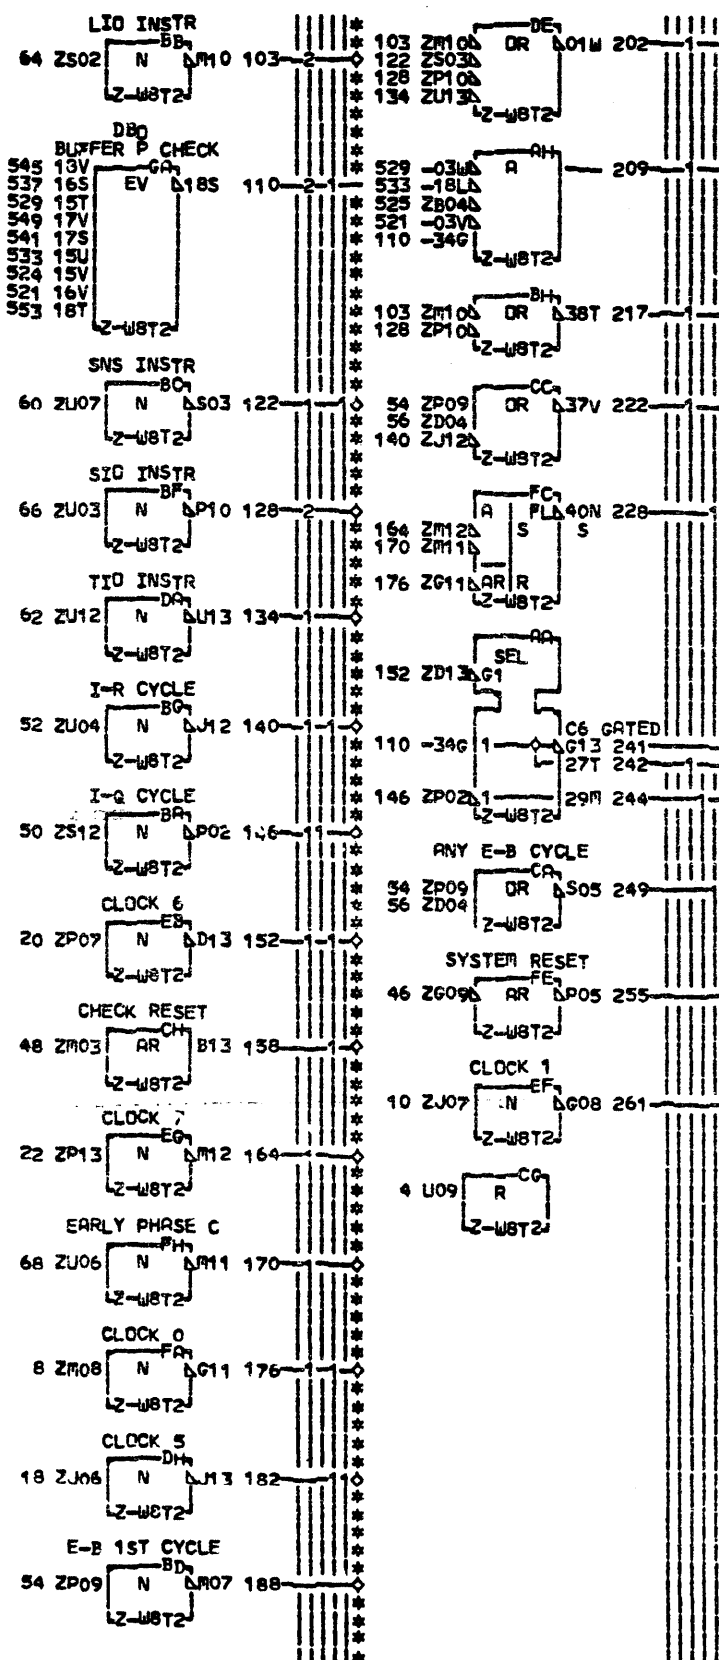 LIO INSTR
BB
64 ZS02 N M10 103 2
Z-W8T2
DBO
BUFFER P CHECK
545 13V GA
537 16S EV 18S 110 2 1
529 15T
549 17V
541 17S
533 15U
524 15V
521 16V
553 18T
Z-W8T2
SNS INSTR
BC
60 ZU07 N S03 122 1 1
Z-W8T2
SIO INSTR
BF
66 ZU03 N P10 128 2
Z-W8T2
TIO INSTR
DA
62 ZU12 N U13 134 1 1
Z-W8T2
I-R CYCLE
BG
52 ZU04 N J12 140 1 1
Z-W8T2
I-Q CYCLE
BA
50 ZS12 N P02 146 11
Z-W8T2
CLOCK 6
EB
20 ZP07 N D13 152 1 1
Z-W8T2
CHECK RESET
CH
48 ZM03 AR B13 158 1
Z-W8T2
CLOCK 7
EG
22 ZP13 N M12 164 1
Z-W8T2
EARLY PHASE C
FH
68 ZU06 N M11 170 1
Z-W8T2
CLOCK 0
FA
8 ZM08 N G11 176 1 1
Z-W8T2
CLOCK 5
DH
18 ZJ06 N J13 182 11
Z-W8T2
E-B 1ST CYCLE
BD
54 ZP09 N M07 188
Z-W8T2
DE
103 ZM10 OR 01W 202 1
122 ZS03
128 ZP10
134 ZU13
Z-W8T2
AH
529 -03W A 209 1
533 -18L
525 ZB04
521 -03V
110 -34G
Z-W8T2
BH
103 ZM10 OR 38T 217 1
128 ZP10
Z-W8T2
CC
54 ZP09 OR 37V 222 1
56 ZD04
140 ZJ12
Z-W8T2
FC
A FL 40N 228 1
164 ZM12 S S
170 ZM11
176 ZG11 AR R
Z-W8T2
AA
SEL
152 ZD13 G1
C6 GATED
110 -34G 1 G13 241
27T 242 1
146 ZP02 1 29M 244 1
Z-W8T2
ANY E-B CYCLE
CA
54 ZP09 OR S05 249
56 ZD04
Z-W8T2
SYSTEM RESET
FE
46 ZG09 AR P05 255
Z-W8T2
CLOCK 1
EF
10 ZJ07 N G08 261
Z-W8T2
CG
4 U09 R
Z-W8T2